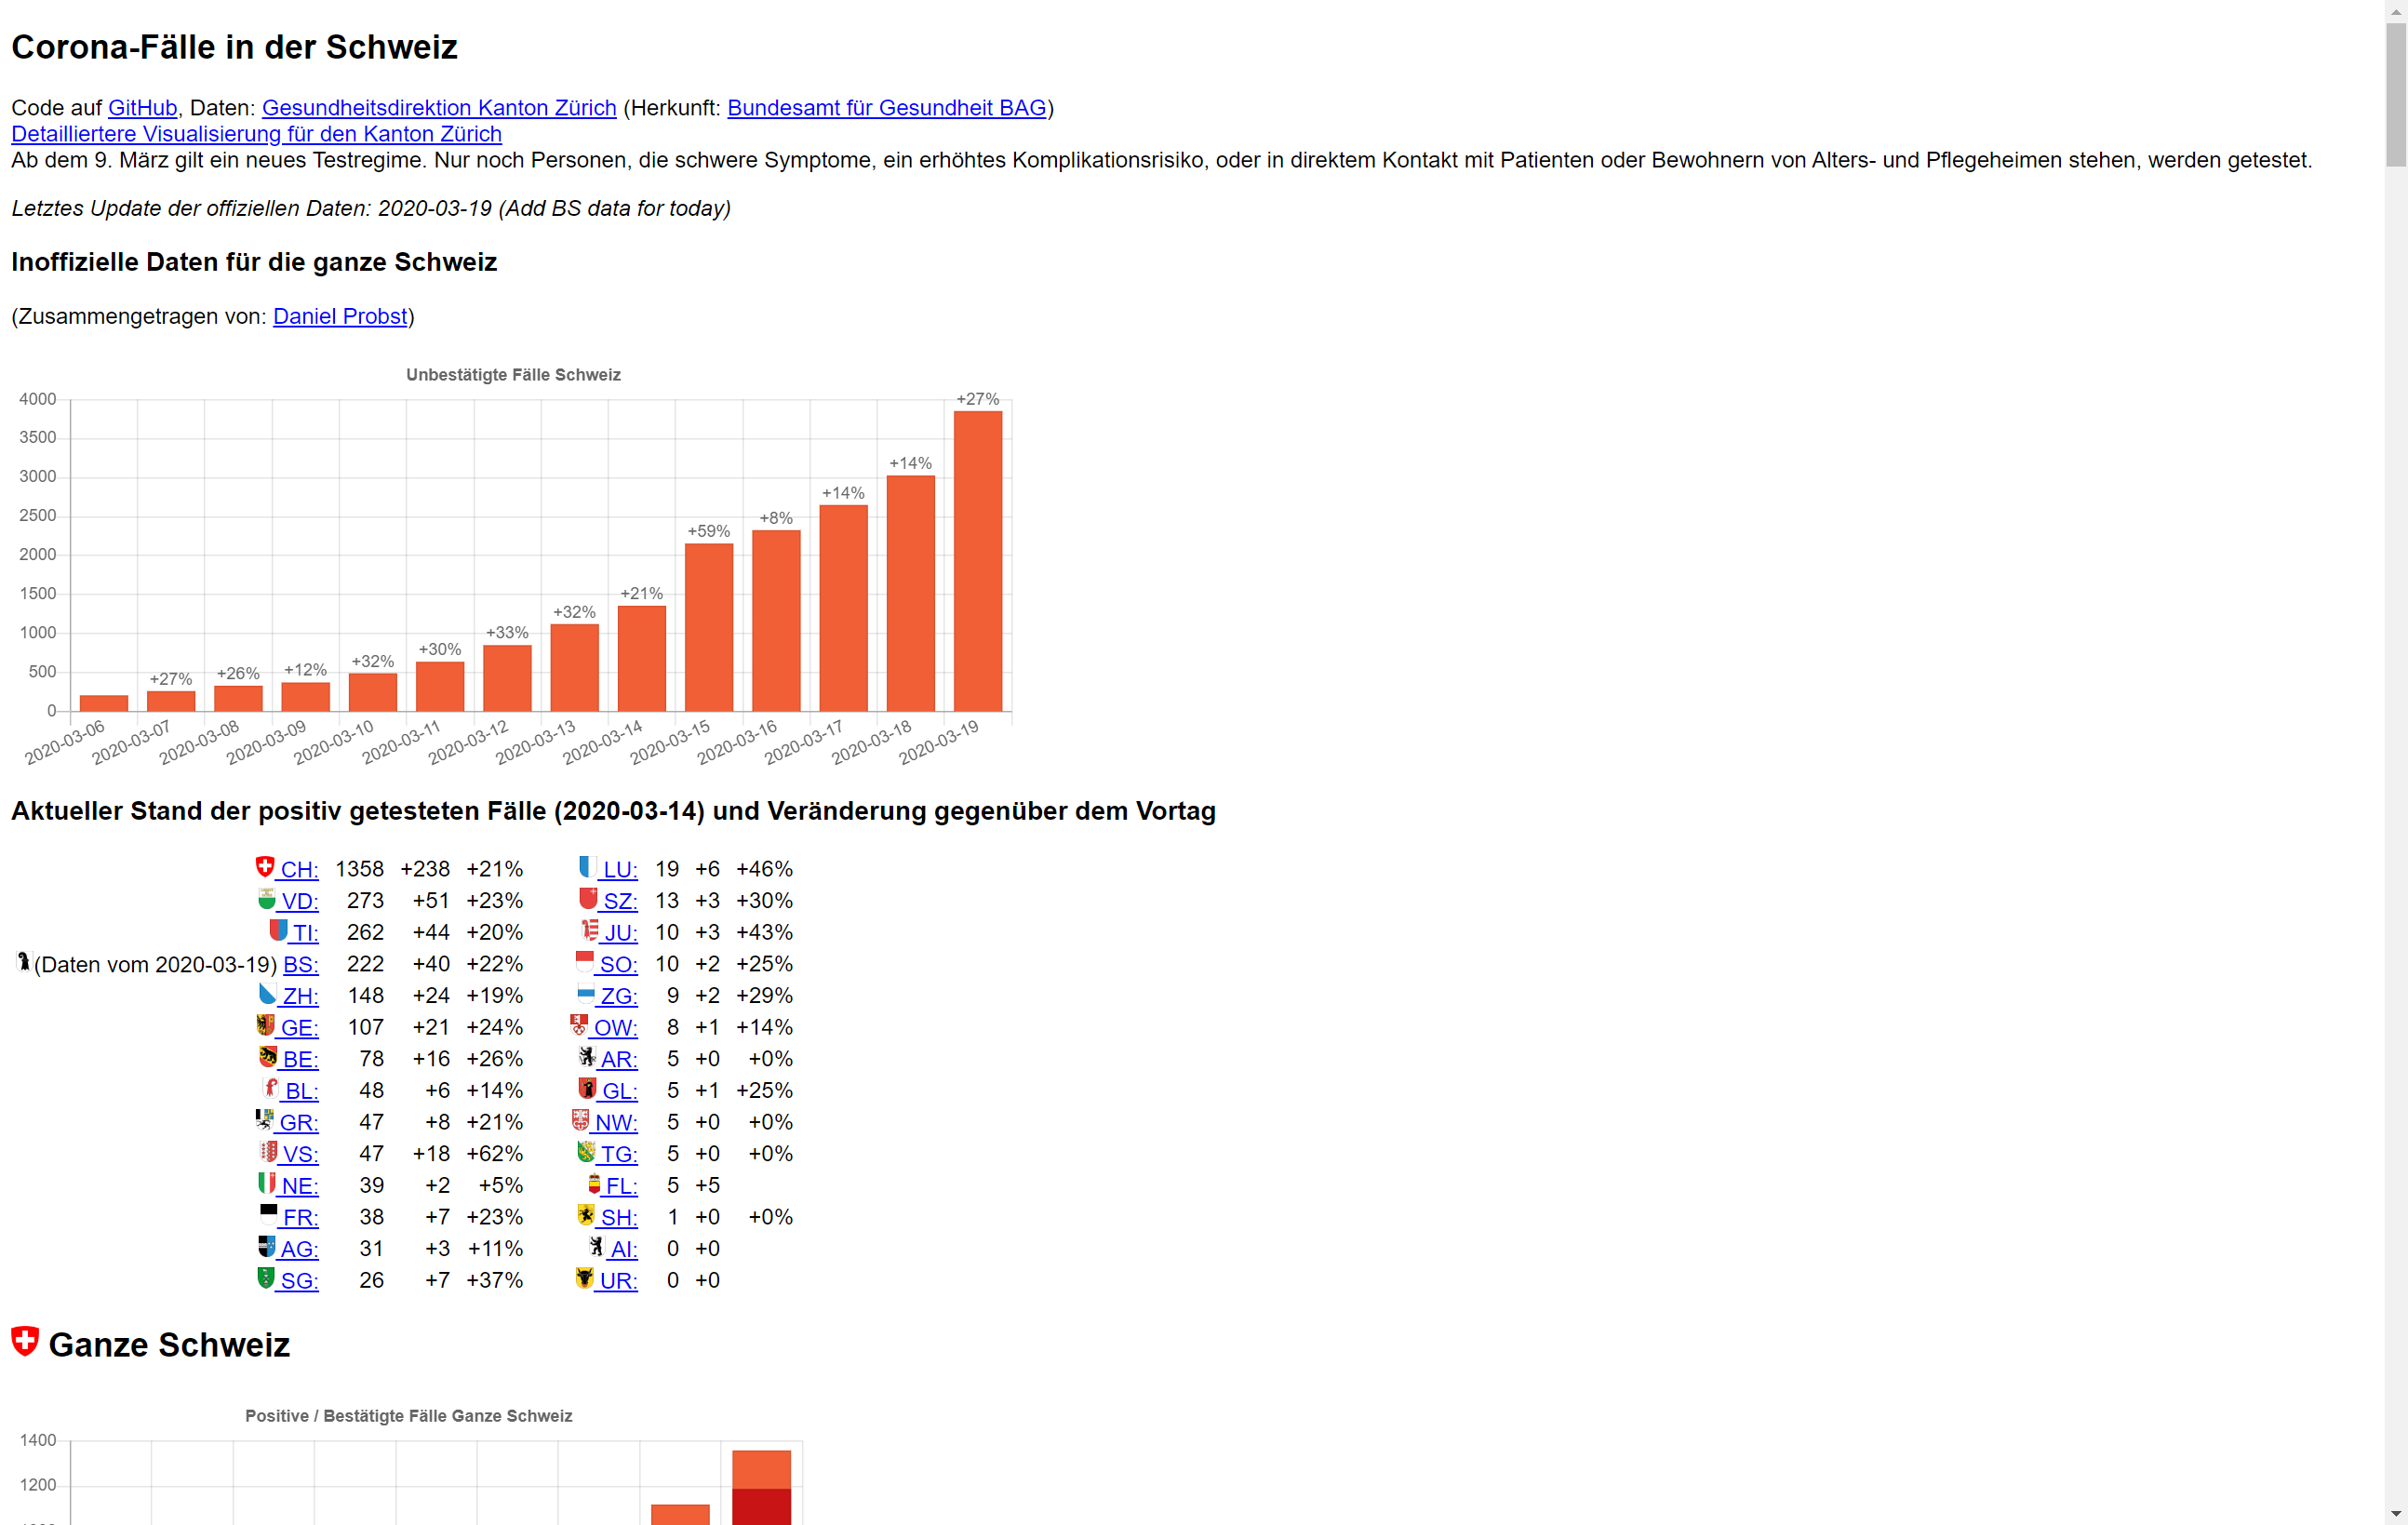 Corona-Fälle in der Schweiz
Code auf GitHub, Daten: Gesundheitsdirektion Kanton Zürich (Herkunft: Bundesamt für Gesundheit BAG)
Detailliertere Visualisierung für den Kanton Zürich
Ab dem 9. März gilt ein neues Testregime. Nur noch Personen, die schwere Symptome, ein erhöhtes Komplikationsrisiko, oder in direktem Kontakt mit Patienten oder Bewohnern von Alters- und Pflegeheimen stehen, werden getestet.
Letztes Update der offiziellen Daten: 2020-03-19 (Add BS data for today)
Inoffizielle Daten für die ganze Schweiz
(Zusammengetragen von: Daniel Probst)
Unbestätigte Fälle Schweiz
4000
3500
3000
2500
2000
1500
1000
500
0
+27% +26% +12% +32% +30% +33% +32% +21% +59% +8% +14% +14% +27%
2020-03-06 2020-03-07 2020-03-08 2020-03-09 2020-03-10 2020-03-11 2020-03-12 2020-03-13 2020-03-14 2020-03-15 2020-03-16 2020-03-17 2020-03-18 2020-03-19
Aktueller Stand der positiv getesteten Fälle (2020-03-14) und Veränderung gegenüber dem Vortag
CH: 1358 +238 +21% LU: 19 +6 +46%
VD: 273 +51 +23% SZ: 13 +3 +30%
TI: 262 +44 +20% JU: 10 +3 +43%
(Daten vom 2020-03-19) BS: 222 +40 +22% SO: 10 +2 +25%
ZH: 148 +24 +19% ZG: 9 +2 +29%
GE: 107 +21 +24% OW: 8 +1 +14%
BE: 78 +16 +26% AR: 5 +0 +0%
BL: 48 +6 +14% GL: 5 +1 +25%
GR: 47 +8 +21% NW: 5 +0 +0%
VS: 47 +18 +62% TG: 5 +0 +0%
NE: 39 +2 +5% FL: 5 +5
FR: 38 +7 +23% SH: 1 +0 +0%
AG: 31 +3 +11% AI: 0 +0
SG: 26 +7 +37% UR: 0 +0
Ganze Schweiz
Positive / Bestätigte Fälle Ganze Schweiz
1400
1200